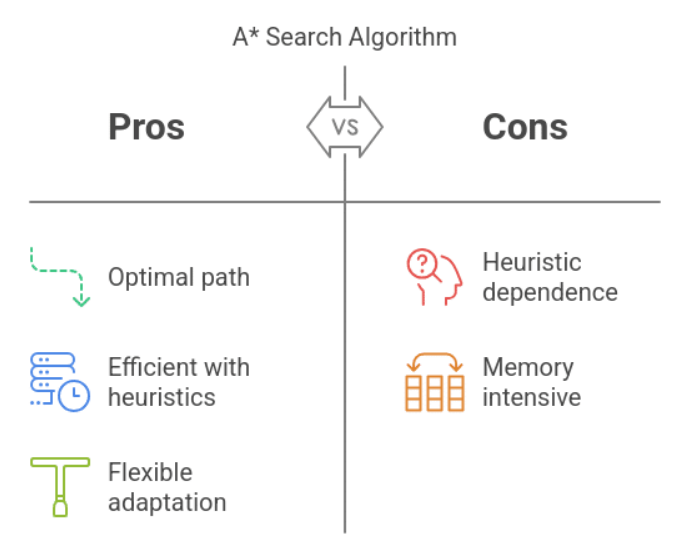 A* Search Algorithm
Pros
VS
Cons
Optimal path
Efficient with
heuristics
Flexible
adaptation
Heuristic
dependence
Memory
intensive